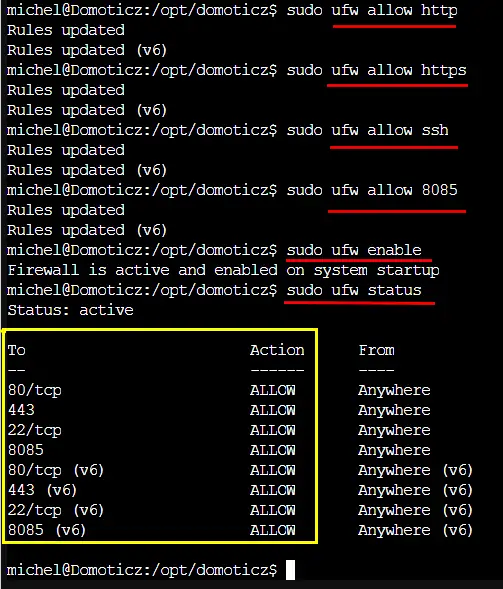 michel@Domoticz:/opt/domoticz$ sudo ufw allow http
Rules updated
Rules updated (v6)
michel@Domoticz:/opt/domoticz$ sudo ufw allow https
Rules updated
Rules updated (v6)
michel@Domoticz:/opt/domoticz$ sudo ufw allow ssh
Rules updated
Rules updated (v6)
michel@Domoticz:/opt/domoticz$ sudo ufw allow 8085
Rules updated
Rules updated (v6)
michel@Domoticz:/opt/domoticz$ sudo ufw enable
Firewall is active and enabled on system startup
michel@Domoticz:/opt/domoticz$ sudo ufw status
Status: active
To Action From
-- ------ ----
80/tcp ALLOW Anywhere
443 ALLOW Anywhere
22/tcp ALLOW Anywhere
8085 ALLOW Anywhere
80/tcp (v6) ALLOW Anywhere (v6)
443 (v6) ALLOW Anywhere (v6)
22/tcp (v6) ALLOW Anywhere (v6)
8085 (v6) ALLOW Anywhere (v6)
michel@Domoticz:/opt/domoticz$